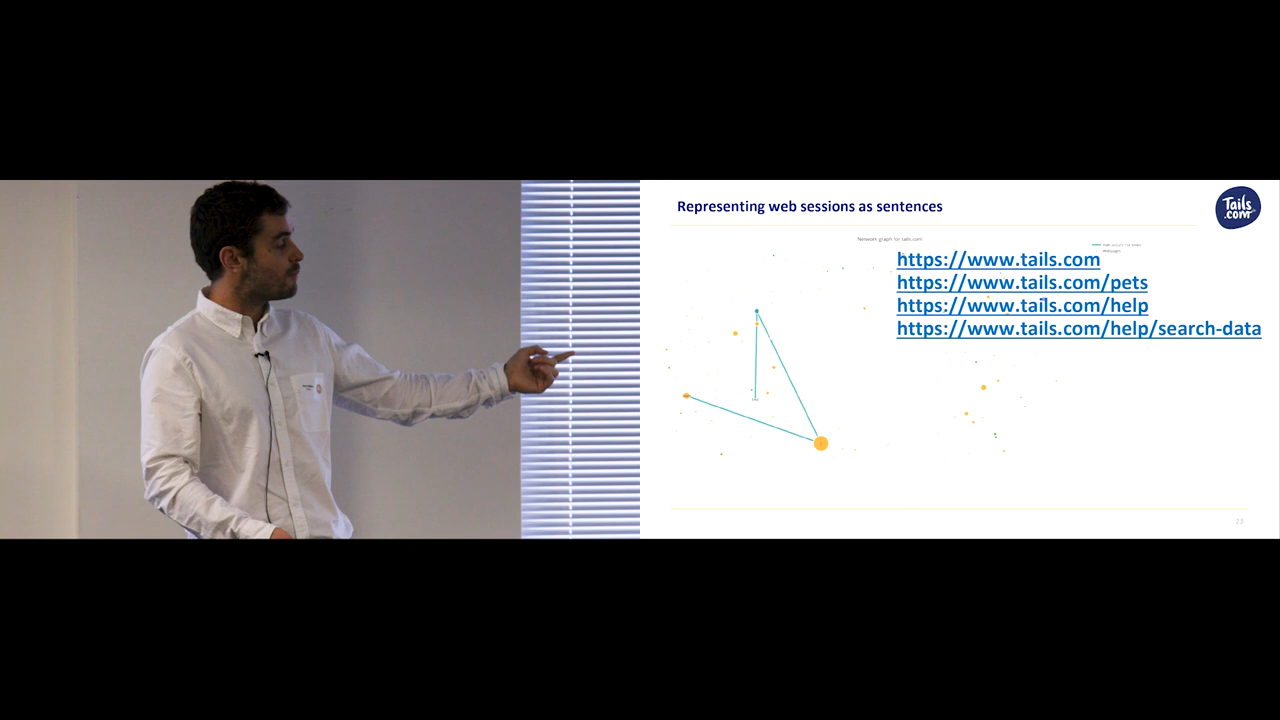 Representing web sessions as sentences
Tails
.com
Network graph for tails.com
https://www.tails.com
https://www.tails.com/pets
https://www.tails.com/help
https://www.tails.com/help/search-data
23